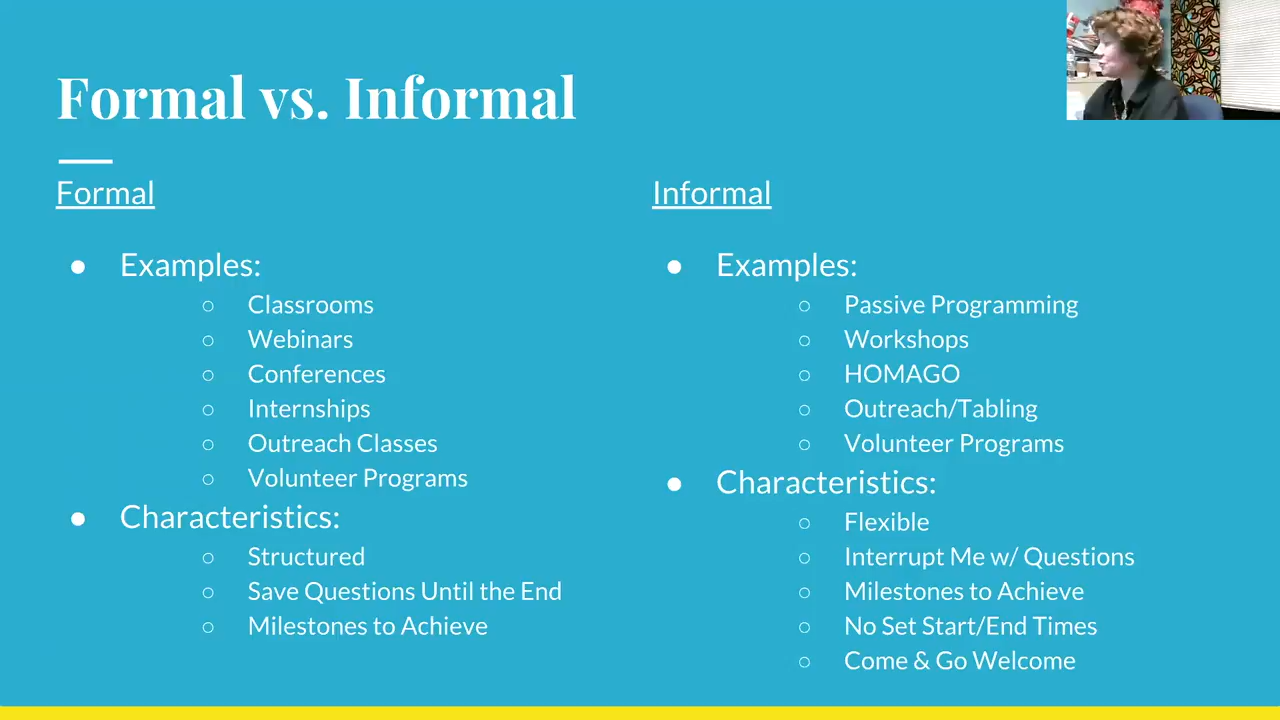 Formal vs. Informal
Formal
● Examples:
○ Classrooms
○ Webinars
○ Conferences
○ Internships
○ Outreach Classes
○ Volunteer Programs
● Characteristics:
○ Structured
○ Save Questions Until the End
○ Milestones to Achieve
Informal
● Examples:
○ Passive Programming
○ Workshops
○ HOMAGO
○ Outreach/Tabling
○ Volunteer Programs
● Characteristics:
○ Flexible
○ Interrupt Me w/ Questions
○ Milestones to Achieve
○ No Set Start/End Times
○ Come & Go Welcome